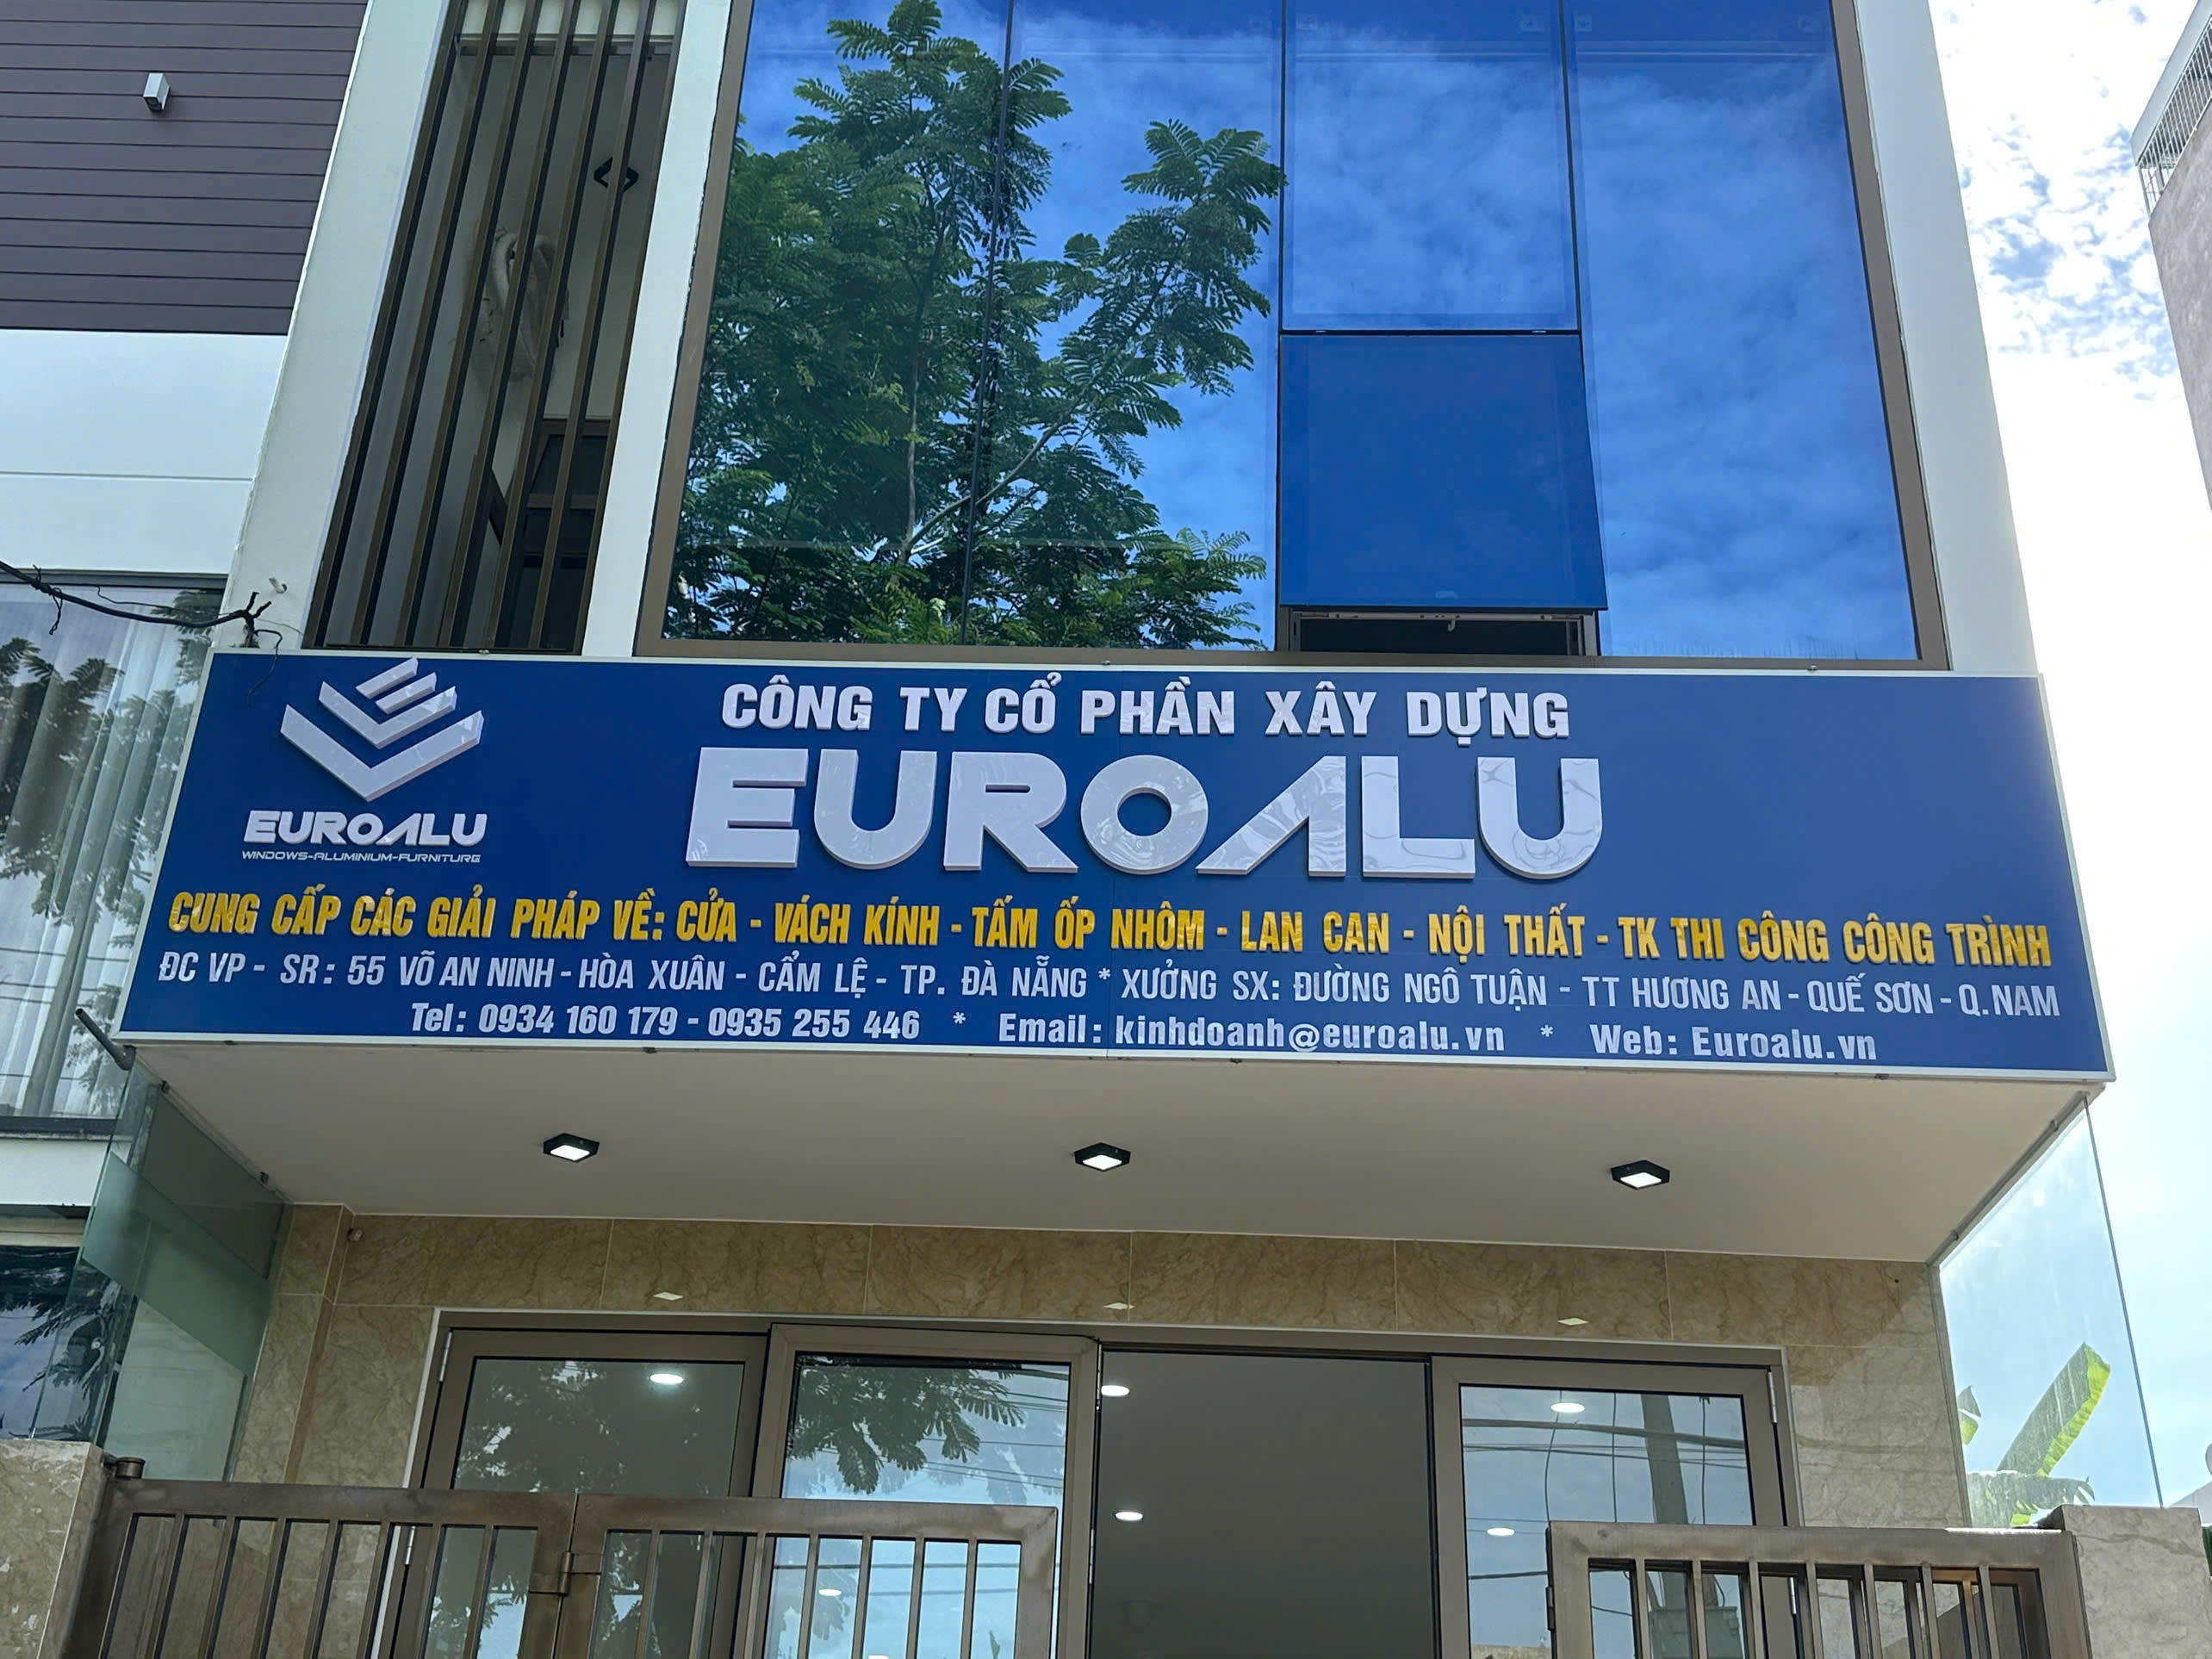 CÔNG TY CỔ PHẦN XÂY DỰNG
EUROALU
EUROALU
WINDOWS-ALUMINIUM-FURNITURE
CUNG CẤP CÁC GIẢI PHÁP VỀ: CỬA - VÁCH KÍNH - TẤM ỐP NHÔM - LAN CAN - NỘI THẤT - TK THI CÔNG CÔNG TRÌNH
ĐC VP - SR: 55 VÕ AN NINH - HÒA XUÂN - CẨM LỆ - TP. ĐÀ NẴNG * XƯỞNG SX: ĐƯỜNG NGÔ TUẬN - TT HƯƠNG AN - QUẾ SƠN - Q.NAM
Tel: 0934 160 179 - 0935 255 446 * Email: kinhdoanh@euroalu.vn * Web: Euroalu.vn